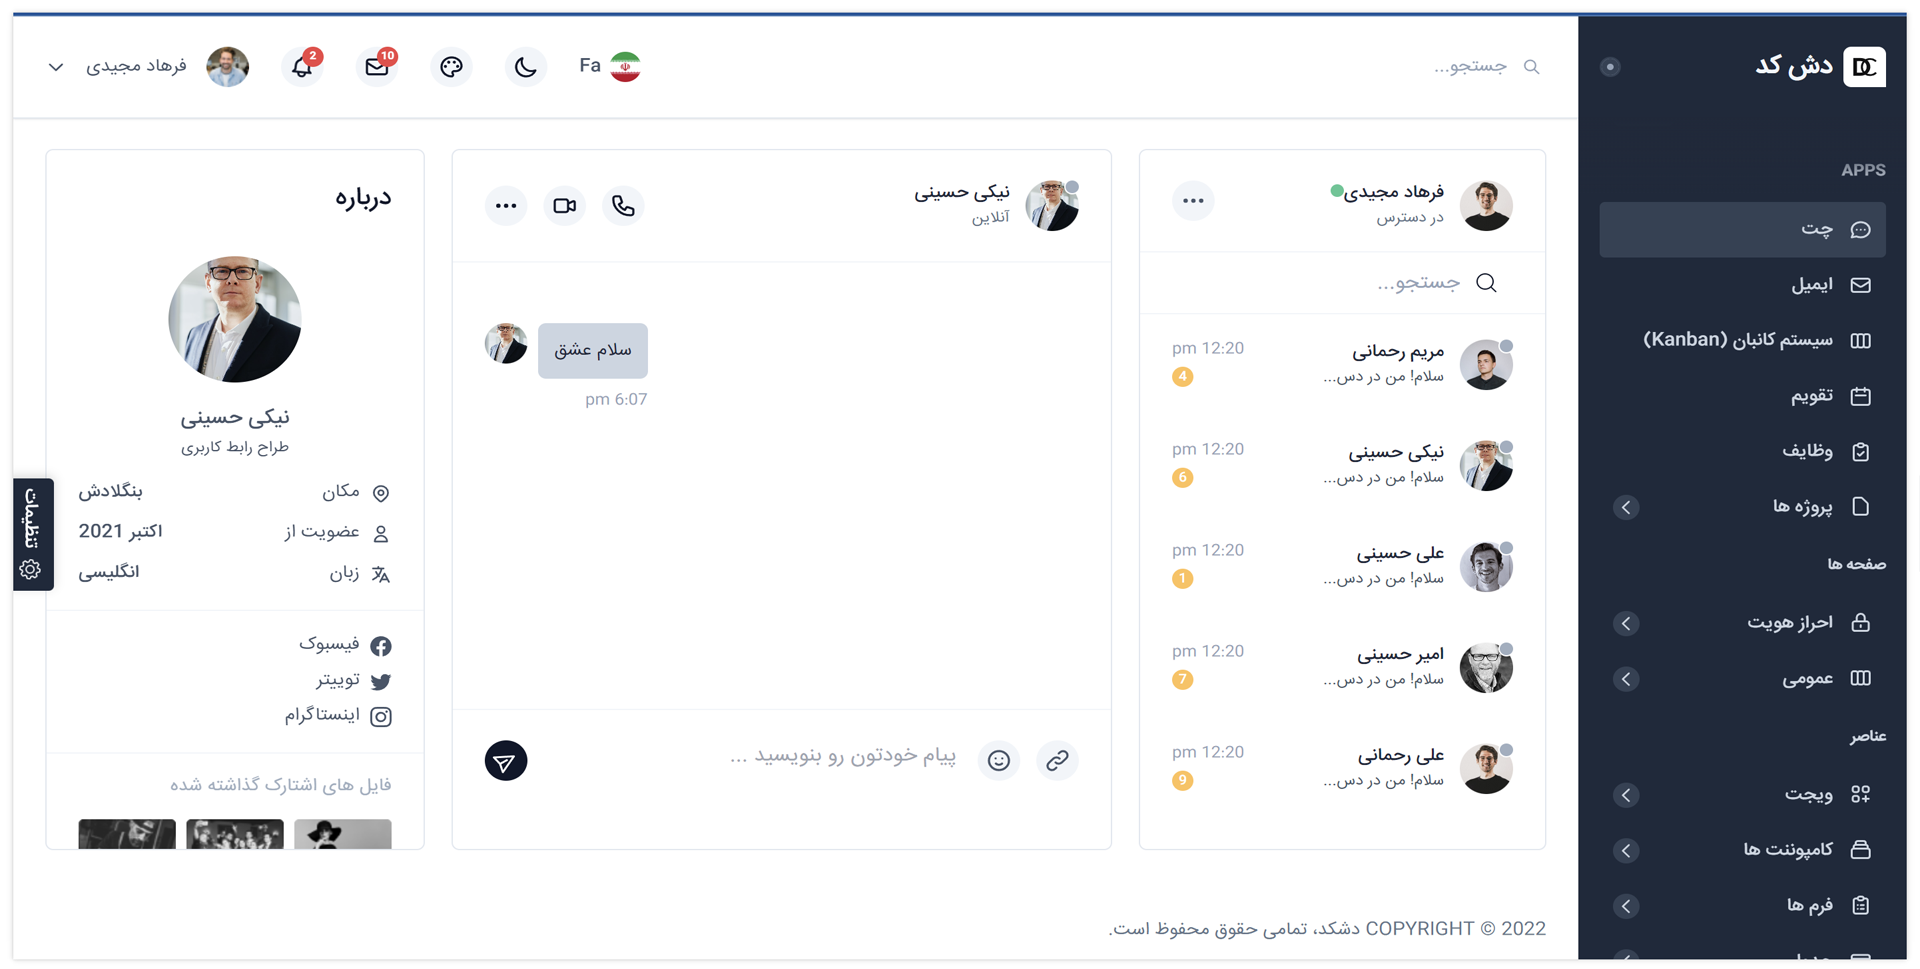 دش کد
APPS
چت
ایمیل
سیستم کانبان (Kanban)
تقویم
وظایف
پروژه ها
صفحه ها
احراز هویت
عمومی
عناصر
ویجت
کامپوننت ها
فرم ها
جستجو...
Fa
10
2
فرهاد مجیدی
فرهاد مجیدی
در دسترس
جستجو...
مریم رحمانی
12:20 pm
سلام! من در دس...
4
نیکی حسینی
12:20 pm
سلام! من در دس...
6
علی حسینی
12:20 pm
سلام! من در دس...
1
امیر حسینی
12:20 pm
سلام! من در دس...
7
علی رحمانی
12:20 pm
سلام! من در دس...
9
نیکی حسینی
آنلاین
سلام عشق
6:07 pm
پیام خودتون رو بنویسید ...
درباره
نیکی حسینی
طراح رابط کاربری
مکان بنگلادش
عضویت از اکتبر 2021
زبان انگلیسی
فیسبوک
توییتر
اینستاگرام
فایل های اشتارک گذاشته شده
تنظیمات
COPYRIGHT © 2022 دشکد، تمامی حقوق محفوظ است.